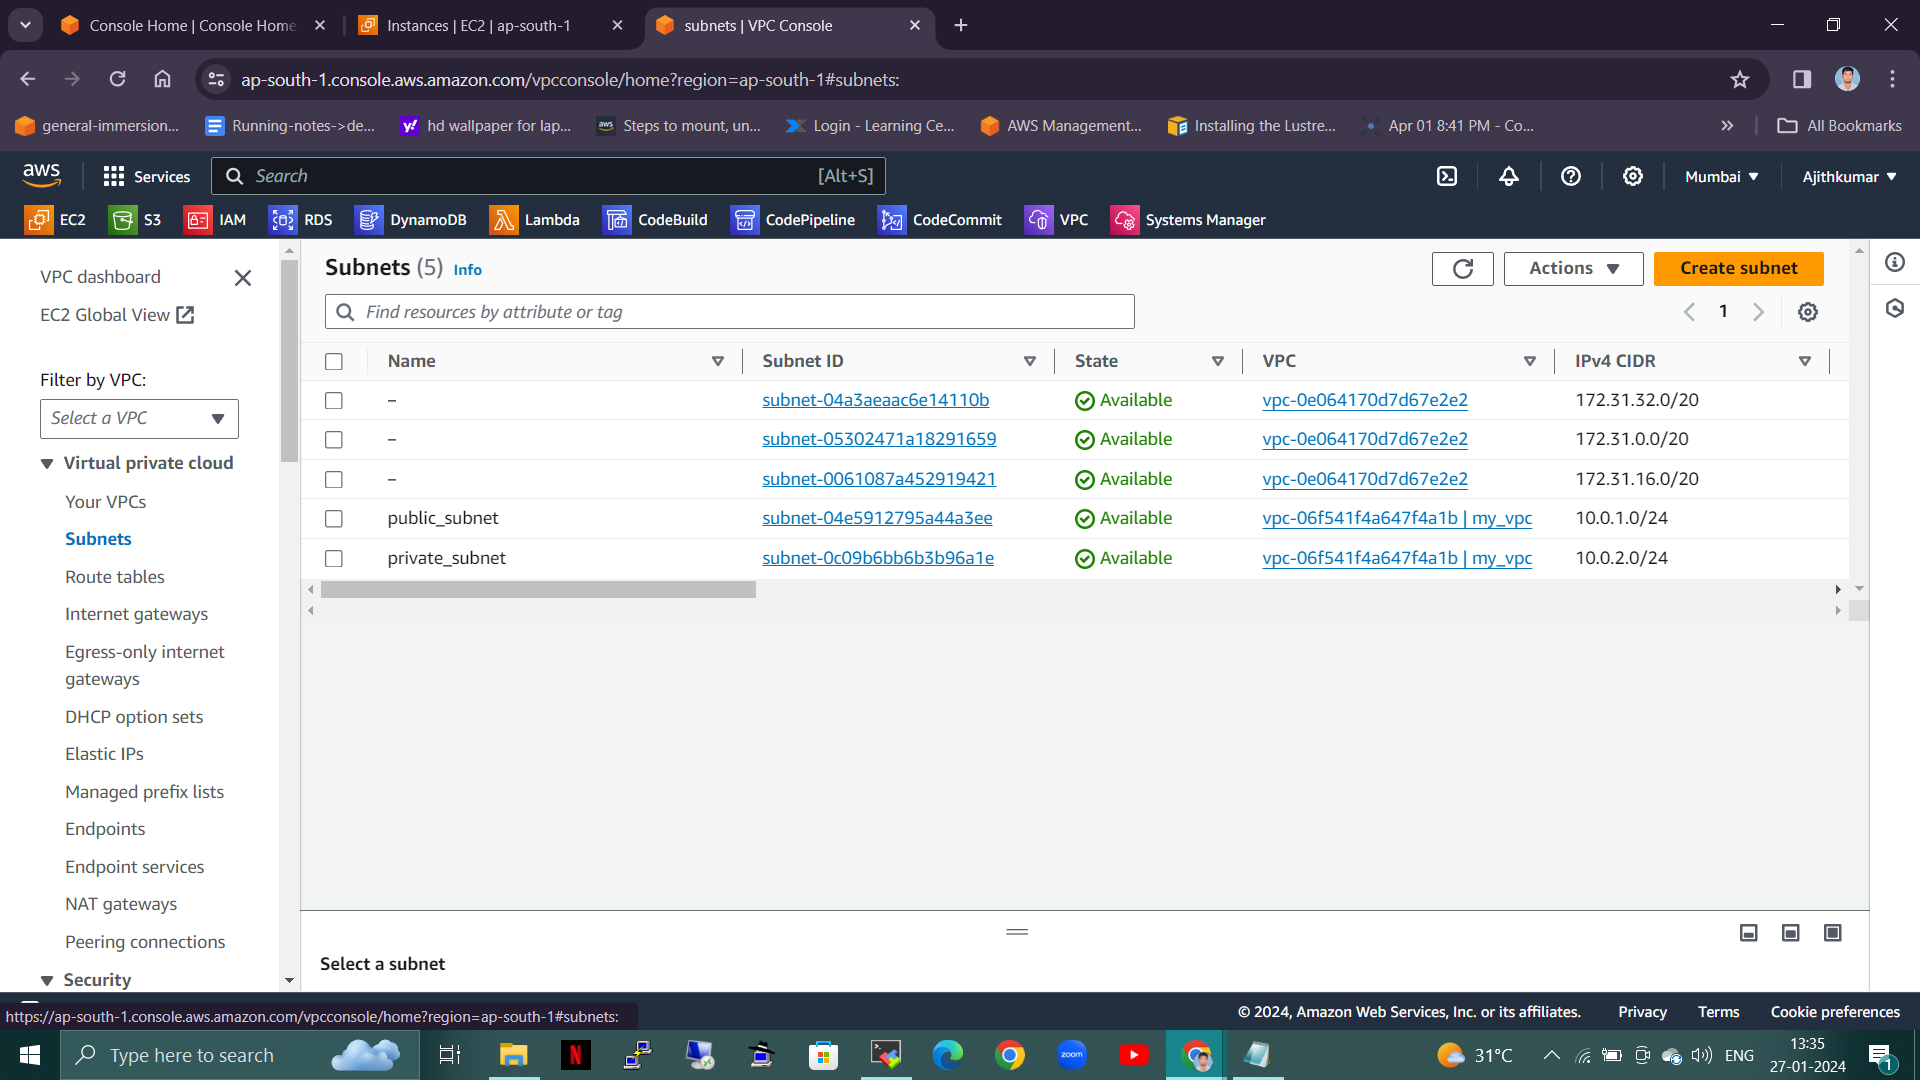 Console Home | Console Home
Instances | EC2 | ap-south-1
subnets | VPC Console
ap-south-1.console.aws.amazon.com/vpcconsole/home?region=ap-south-1#subnets:
general-immersion...
Running-notes->de...
hd wallpaper for lap...
aws
Steps to mount, un...
Login - Learning Ce...
AWS Management...
Installing the Lustre...
Apr 01 8:41 PM - Co...
All Bookmarks
aws
Services
Search
[Alt+S]
Mumbai
Ajithkumar
EC2
S3
IAM
RDS
DynamoDB
Lambda
CodeBuild
CodePipeline
CodeCommit
VPC
Systems Manager
VPC dashboard
EC2 Global View
Filter by VPC:
Select a VPC
Virtual private cloud
Your VPCs
Subnets
Route tables
Internet gateways
Egress-only internet
gateways
DHCP option sets
Elastic IPs
Managed prefix lists
Endpoints
Endpoint services
NAT gateways
Peering connections
Security
Subnets (5) Info
Actions
Create subnet
Find resources by attribute or tag
1
Name Subnet ID State VPC IPv4 CIDR
– subnet-04a3aeaac6e14110b Available vpc-0e064170d7d67e2e2 172.31.32.0/20
– subnet-05302471a18291659 Available vpc-0e064170d7d67e2e2 172.31.0.0/20
– subnet-0061087a452919421 Available vpc-0e064170d7d67e2e2 172.31.16.0/20
public_subnet subnet-04e5912795a44a3ee Available vpc-06f541f4a647f4a1b | my_vpc 10.0.1.0/24
private_subnet subnet-0c09b6bb6b3b96a1e Available vpc-06f541f4a647f4a1b | my_vpc 10.0.2.0/24
Select a subnet
https://ap-south-1.console.aws.amazon.com/vpcconsole/home?region=ap-south-1#subnets:
© 2024, Amazon Web Services, Inc. or its affiliates.
Privacy
Terms
Cookie preferences
Type here to search
N
zoom
31°C
ENG
13:35
27-01-2024
1